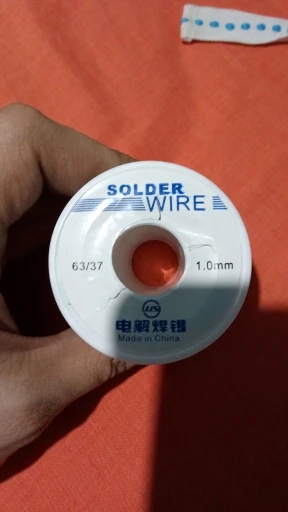 SOLDER
WIRE
63/37 1.0mm
电解焊锡
Made in China